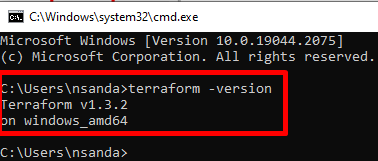 C:\Windows\system32\cmd.exe
Microsoft Windows [Version 10.0.19044.2075]
(c) Microsoft Corporation. All rights reserved.
C:\Users\nsanda>terraform -version
Terraform v1.3.2
on windows_amd64
C:\Users\nsanda>